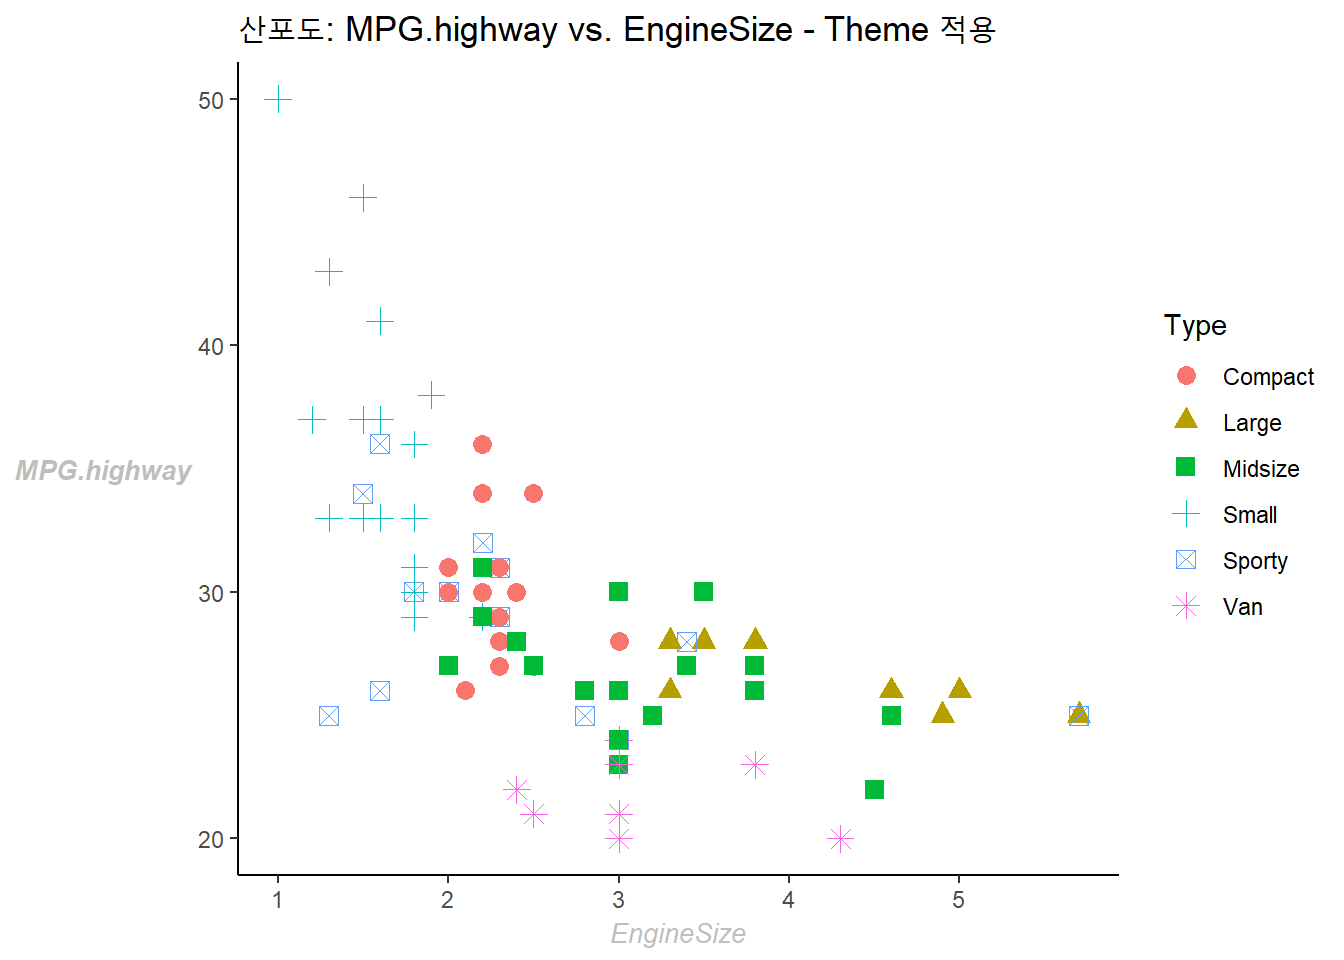 산포도: MPG.highway vs. EngineSize - Theme 적용
50
40
30
20
MPG.highway
1 2 3 4 5
EngineSize
Type
Compact
Large
Midsize
Small
Sporty
Van